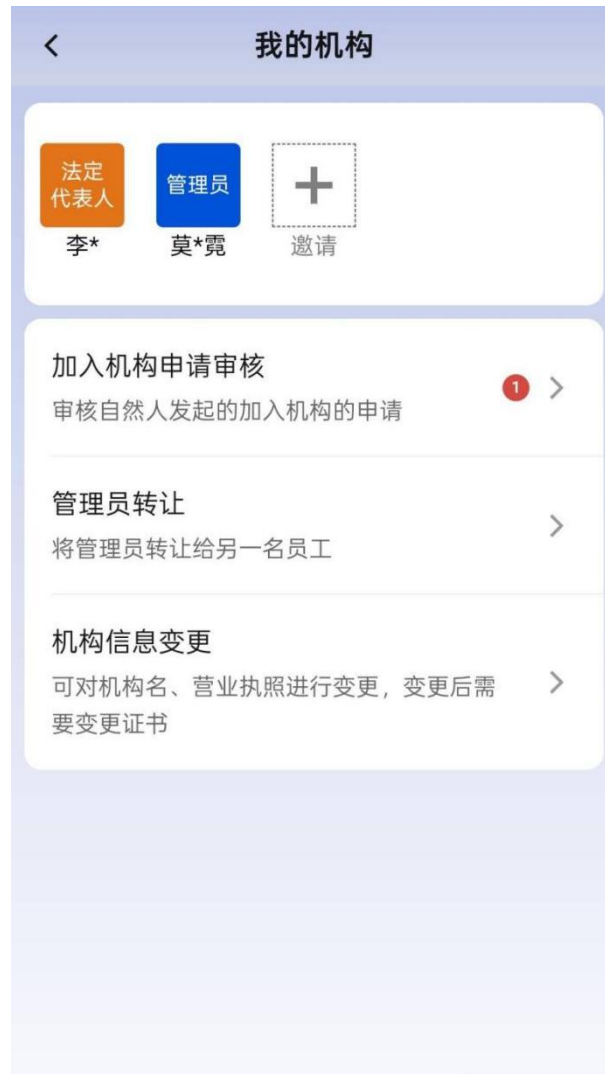 我的机构
法定
代表人
管理员
李*
莫*霓
邀请
加入机构申请审核
审核自然人发起的加入机构的申请
1
管理员转让
将管理员转让给另一名员工
机构信息变更
可对机构名、营业执照进行变更，变更后需
要变更证书